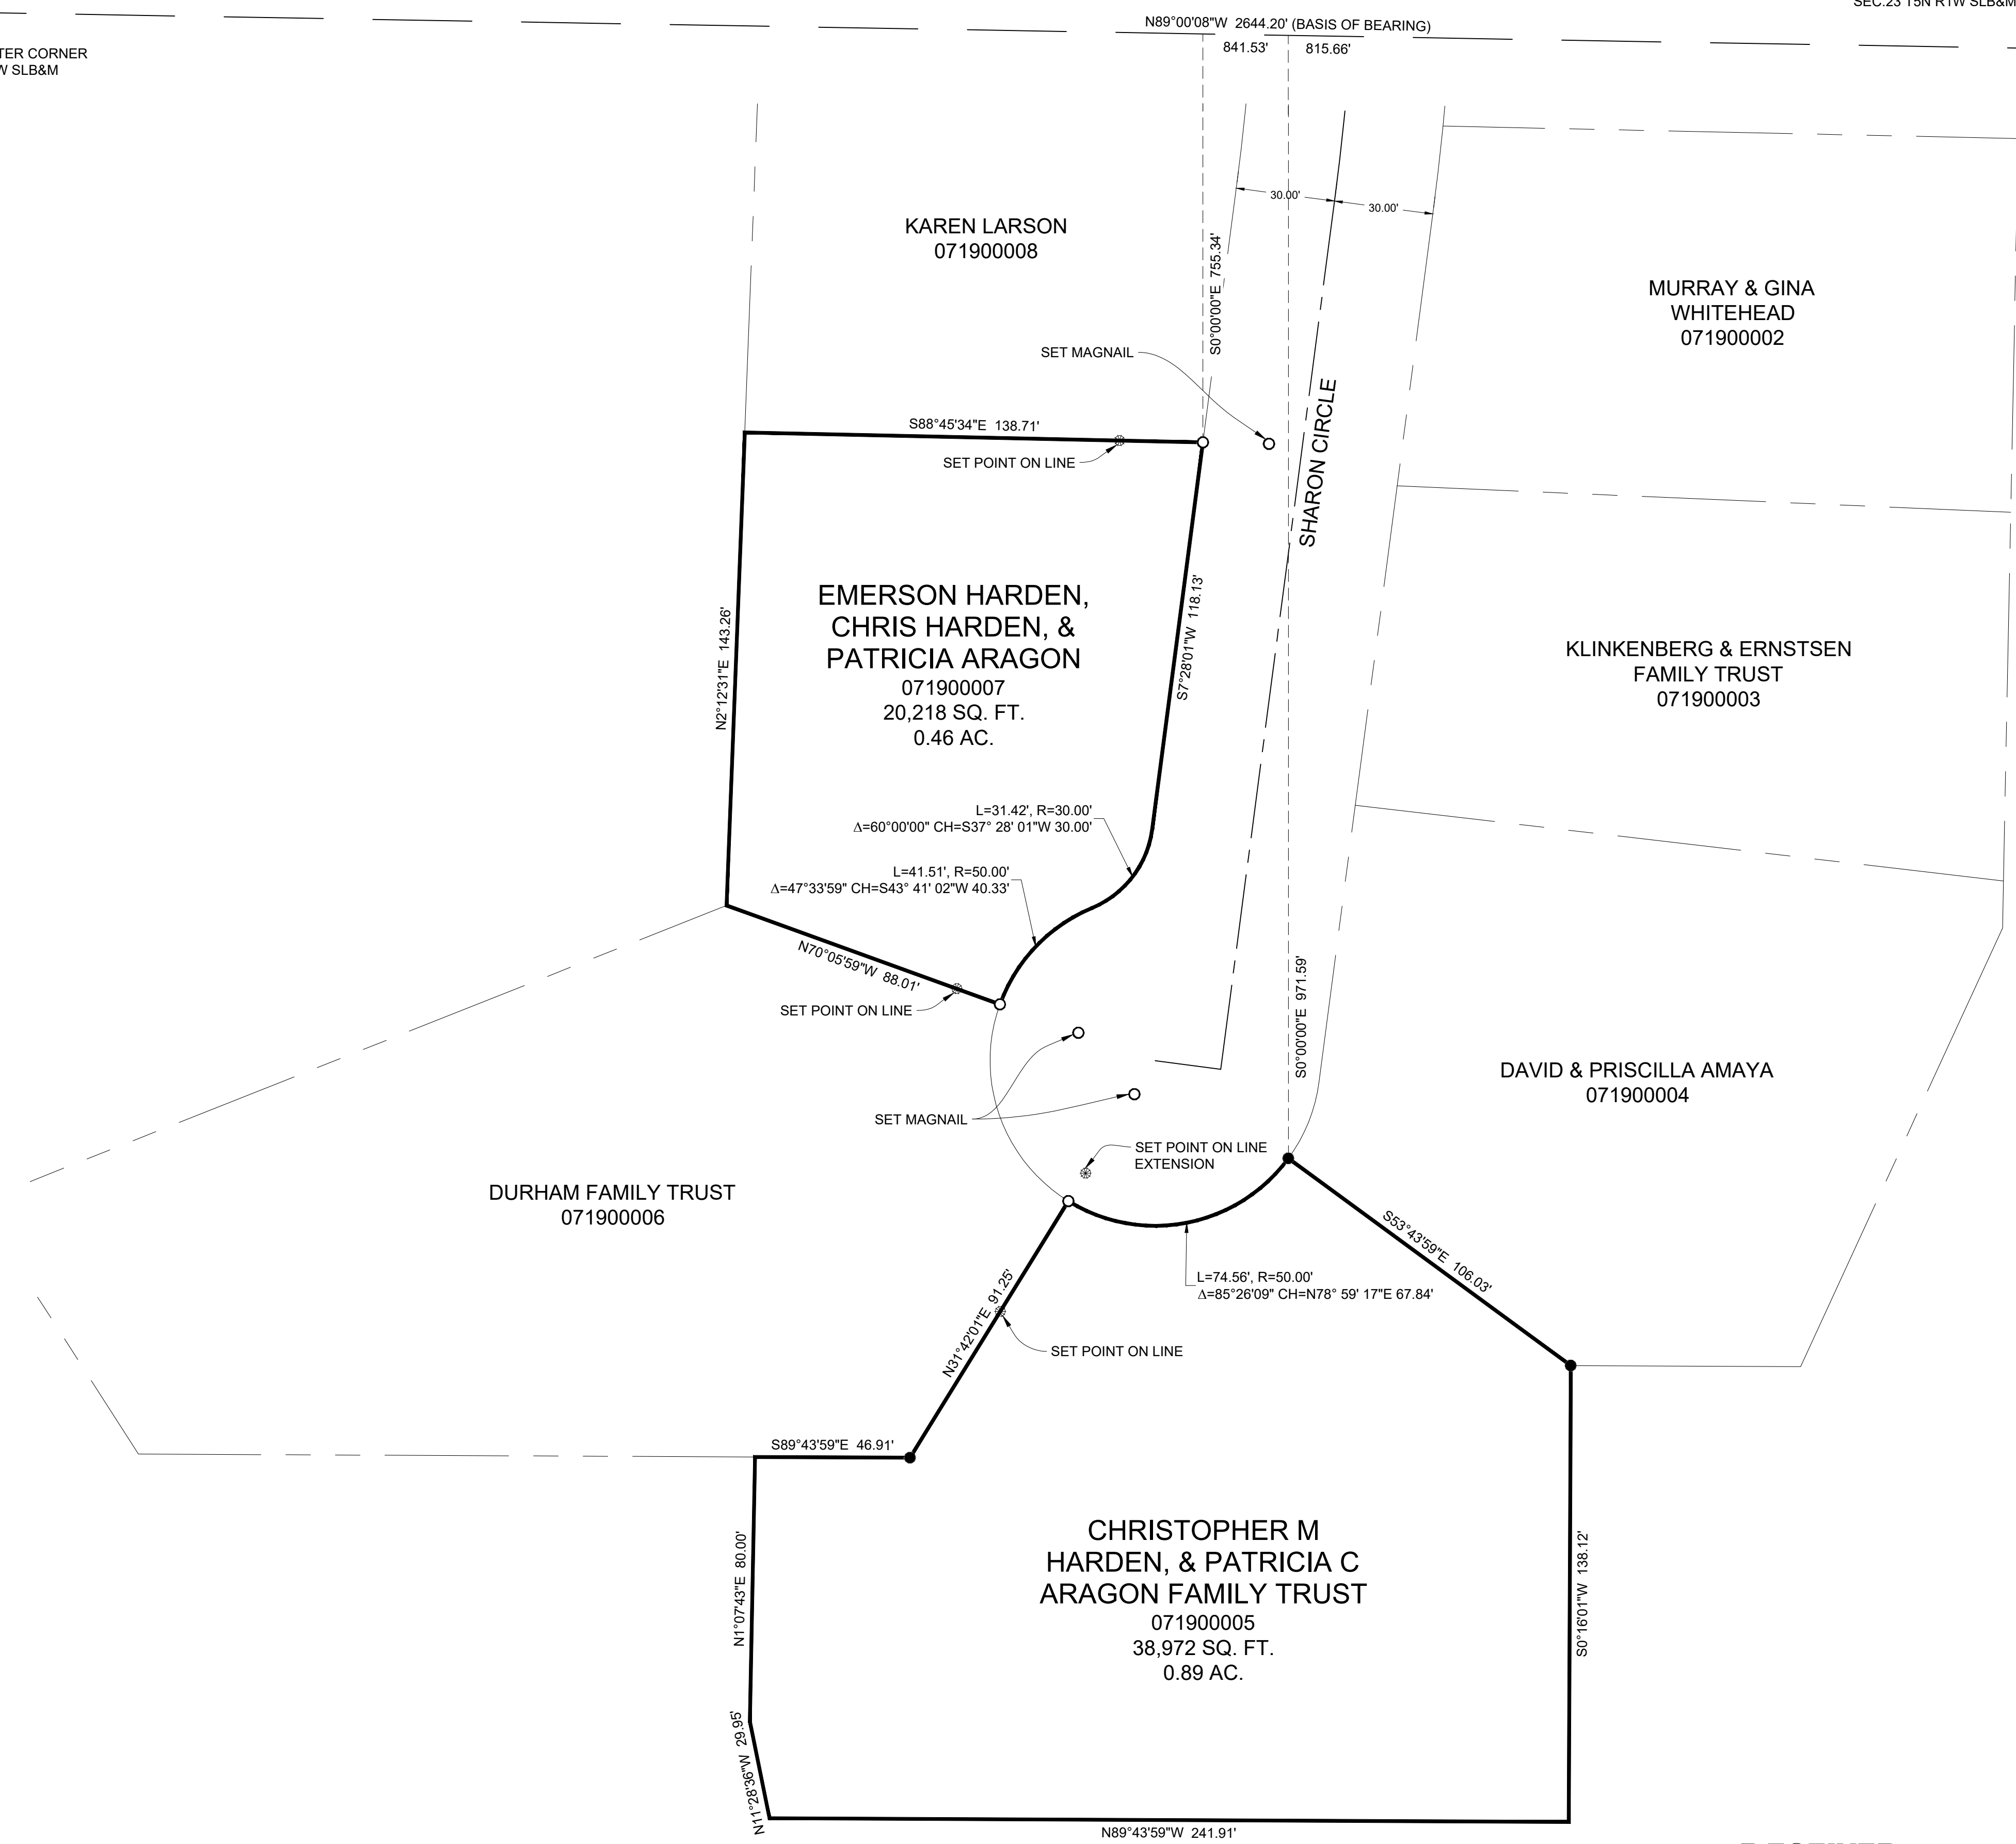 SEC.23 T5N R1W SLB&M
N89°00'08"W 2644.20' (BASIS OF BEARING)
841.53'
815.66'
TER CORNER
W SLB&M
30.00'
30.00'
KAREN LARSON
071900008
S0°00'00"E 755.34'
MURRAY & GINA
WHITEHEAD
071900002
SET MAGNAIL
SHARON CIRCLE
S88°45'34"E 138.71'
SET POINT ON LINE
EMERSON HARDEN,
CHRIS HARDEN, &
PATRICIA ARAGON
071900007
20,218 SQ. FT.
0.46 AC.
N2°12'31"E 143.26'
S7°28'01"W 118.13'
KLINKENBERG & ERNSTSEN
FAMILY TRUST
071900003
L=31.42', R=30.00'
Δ=60°00'00" CH=S37° 28' 01"W 30.00'
L=41.51', R=50.00'
Δ=47°33'59" CH=S43° 41' 02"W 40.33'
N70°05'59"W 88.01'
SET POINT ON LINE
S0°00'00"E 971.59'
DAVID & PRISCILLA AMAYA
071900004
SET MAGNAIL
SET POINT ON LINE
EXTENSION
DURHAM FAMILY TRUST
071900006
S53°43'59"E 106.03'
L=74.56', R=50.00'
Δ=85°26'09" CH=N78° 59' 17"E 67.84'
N31°42'01"E 91.25'
SET POINT ON LINE
S89°43'59"E 46.91'
CHRISTOPHER M
HARDEN, & PATRICIA C
ARAGON FAMILY TRUST
071900005
38,972 SQ. FT.
0.89 AC.
N1°07'43"E 80.00'
S0°16'01"W 138.12'
N11°28'36"W 29.95'
N89°43'59"W 241.91'